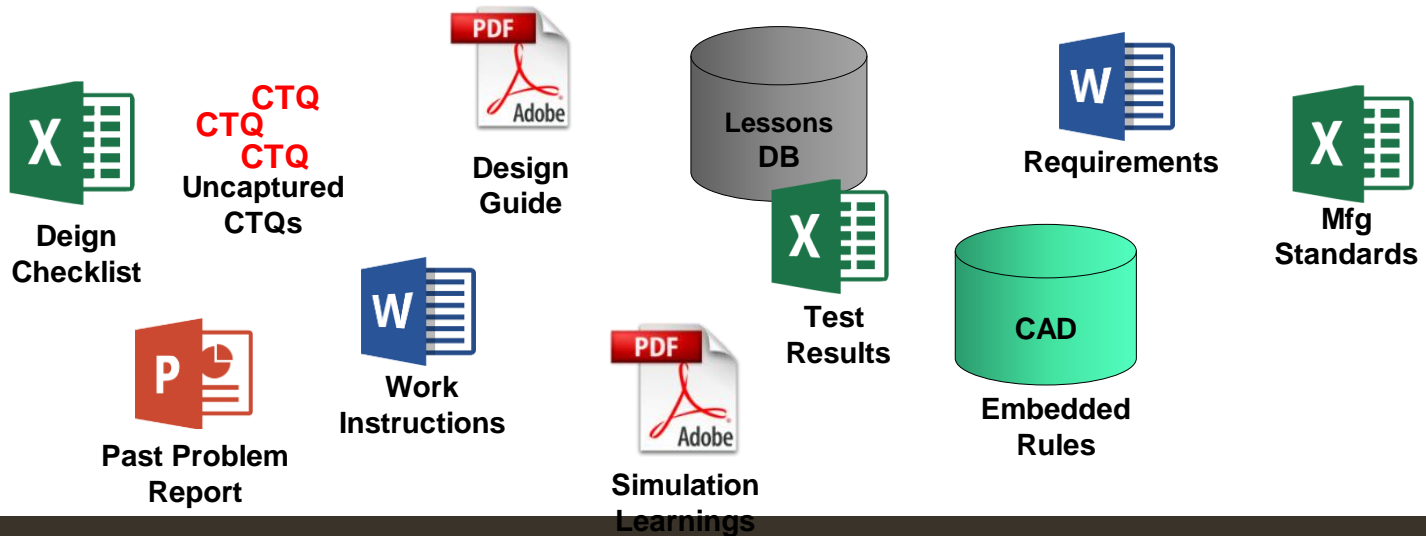 X
Deign
Checklist
CTQ
CTQ
CTQ
Uncaptured
CTQs
PDF
Adobe
Design
Guide
Lessons
DB
W
Requirements
X
Mfg
Standards
P
Past Problem
Report
W
Work
Instructions
PDF
Adobe
Simulation
Learnings
X
Test
Results
CAD
Embedded
Rules